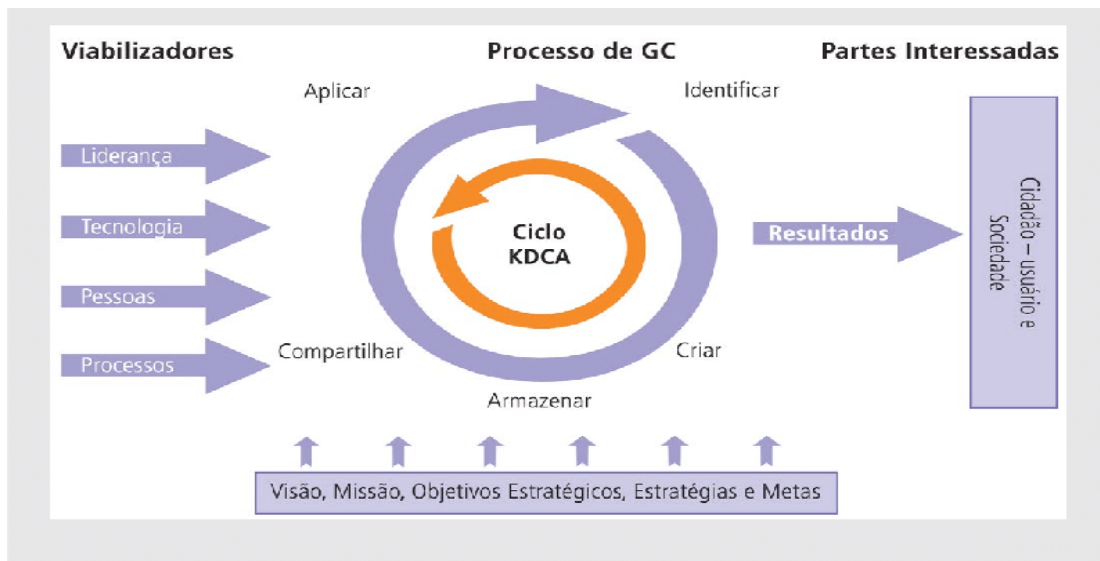 Viabilizadores
Processo de GC
Partes Interessadas
Aplicar
Identificar
Liderança
Tecnologia
Pessoas
Processos
Ciclo
KDCA
Resultados
Cidadão – usuário e
Sociedade
Compartilhar
Criar
Armazenar
Visão, Missão, Objetivos Estratégicos, Estratégias e Metas